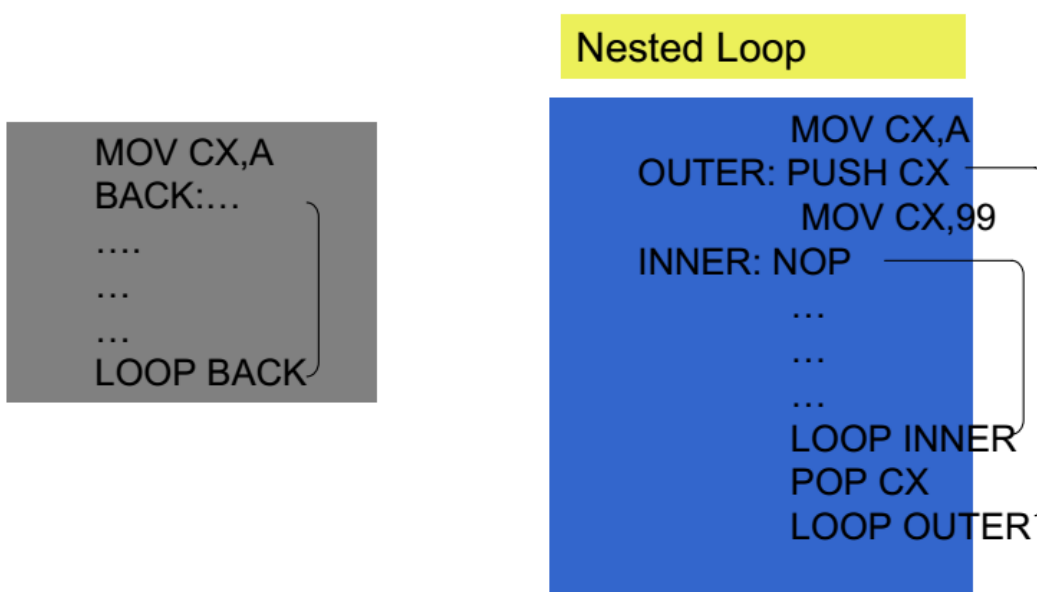 Nested Loop
MOV CX,A
BACK:…
….
…
…
LOOP BACK
MOV CX,A
OUTER: PUSH CX
MOV CX,99
INNER: NOP
…
…
…
LOOP INNER
POP CX
LOOP OUTER